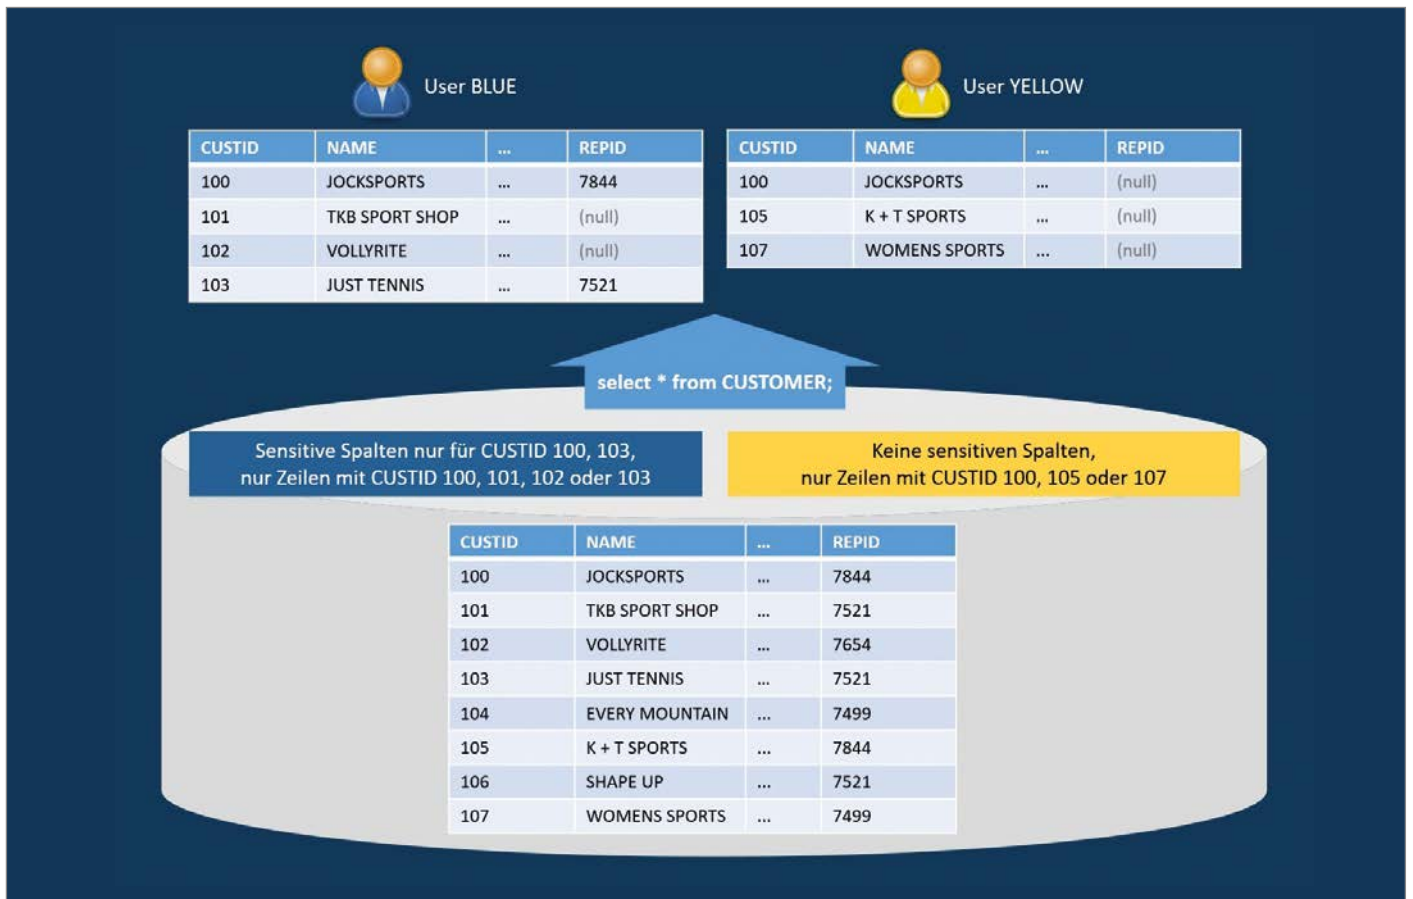 User BLUE
User YELLOW
CUSTID NAME ... REPID
100 JOCKSPORTS ... 7844
101 TKB SPORT SHOP ... (null)
102 VOLLYRITE ... (null)
103 JUST TENNIS ... 7521
CUSTID NAME ... REPID
100 JOCKSPORTS ... (null)
105 K + T SPORTS ... (null)
107 WOMENS SPORTS ... (null)
select * from CUSTOMER;
Sensitive Spalten nur für CUSTID 100, 103,
nur Zeilen mit CUSTID 100, 101, 102 oder 103
Keine sensitiven Spalten,
nur Zeilen mit CUSTID 100, 105 oder 107
CUSTID NAME ... REPID
100 JOCKSPORTS ... 7844
101 TKB SPORT SHOP ... 7521
102 VOLLYRITE ... 7654
103 JUST TENNIS ... 7521
104 EVERY MOUNTAIN ... 7499
105 K + T SPORTS ... 7844
106 SHAPE UP ... 7521
107 WOMENS SPORTS ... 7499